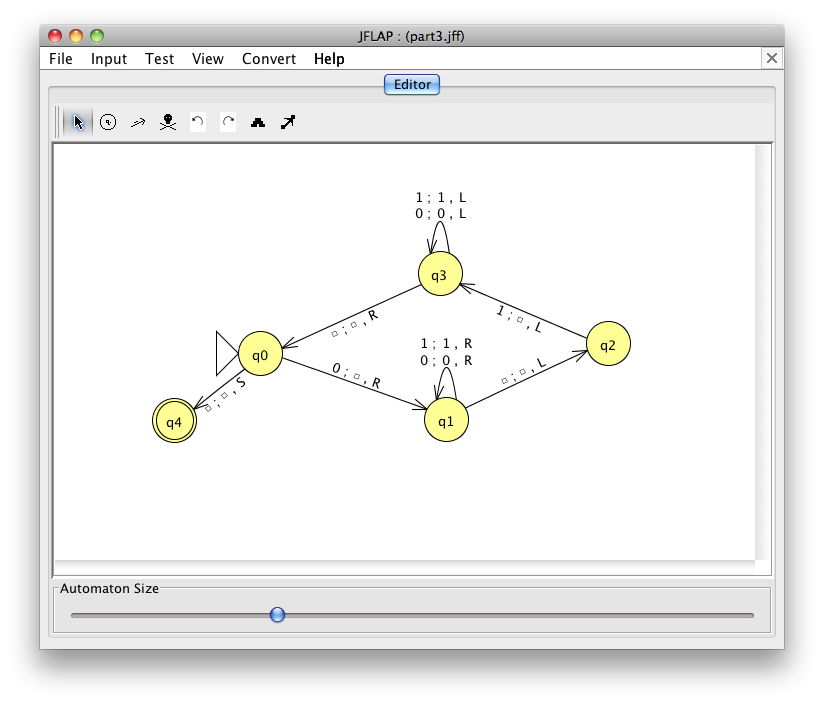 JFLAP : (part3.jff)
File Input Test View Convert Help
Editor
1 ; 1 , L
0 ; 0 , L
q3
□ ; □ , R
1 ; □ , L
q0
1 ; 1 , R
0 ; 0 , R
q2
0 ; □ , R
□ ; □ , L
□ ; □ , S
q4
q1
Automaton Size